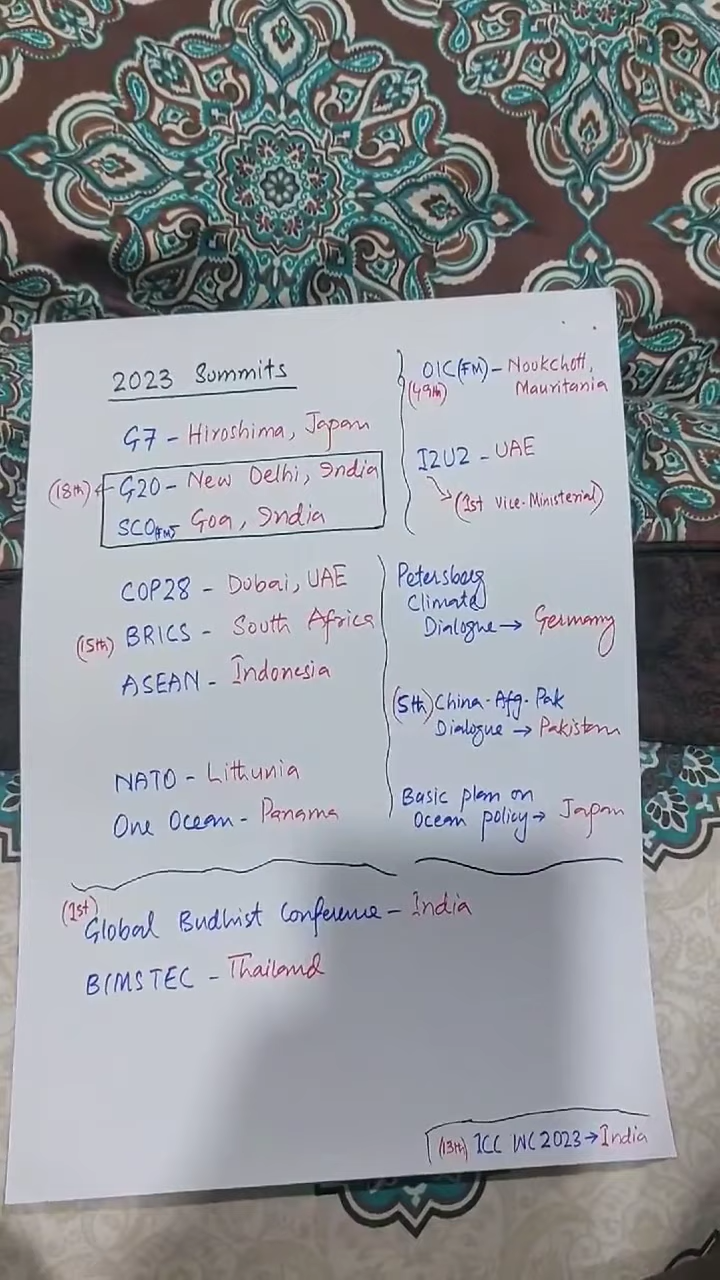 2023 Summits
G7 - Hiroshima, Japan
(18th) ← G20 - New Delhi, India
SCO(FM) Goa, India
COP28 - Dubai, UAE
(15th) BRICS - South Africa
ASEAN - Indonesia
NATO - Lithunia
One Ocean - Panama
OIC(FM) - Noukchott,
(49th) Mauritania
I2U2 - UAE
→ (1st Vice-Ministerial)
Petersberg
Climate
Dialogue → Germany
(5th) China-Afg-Pak
Dialogue → Pakistan
Basic plan on
Ocean policy → Japan
(1st) Global Budhist Conference - India
BIMSTEC - Thailand
(13th) ICC WC 2023 → India